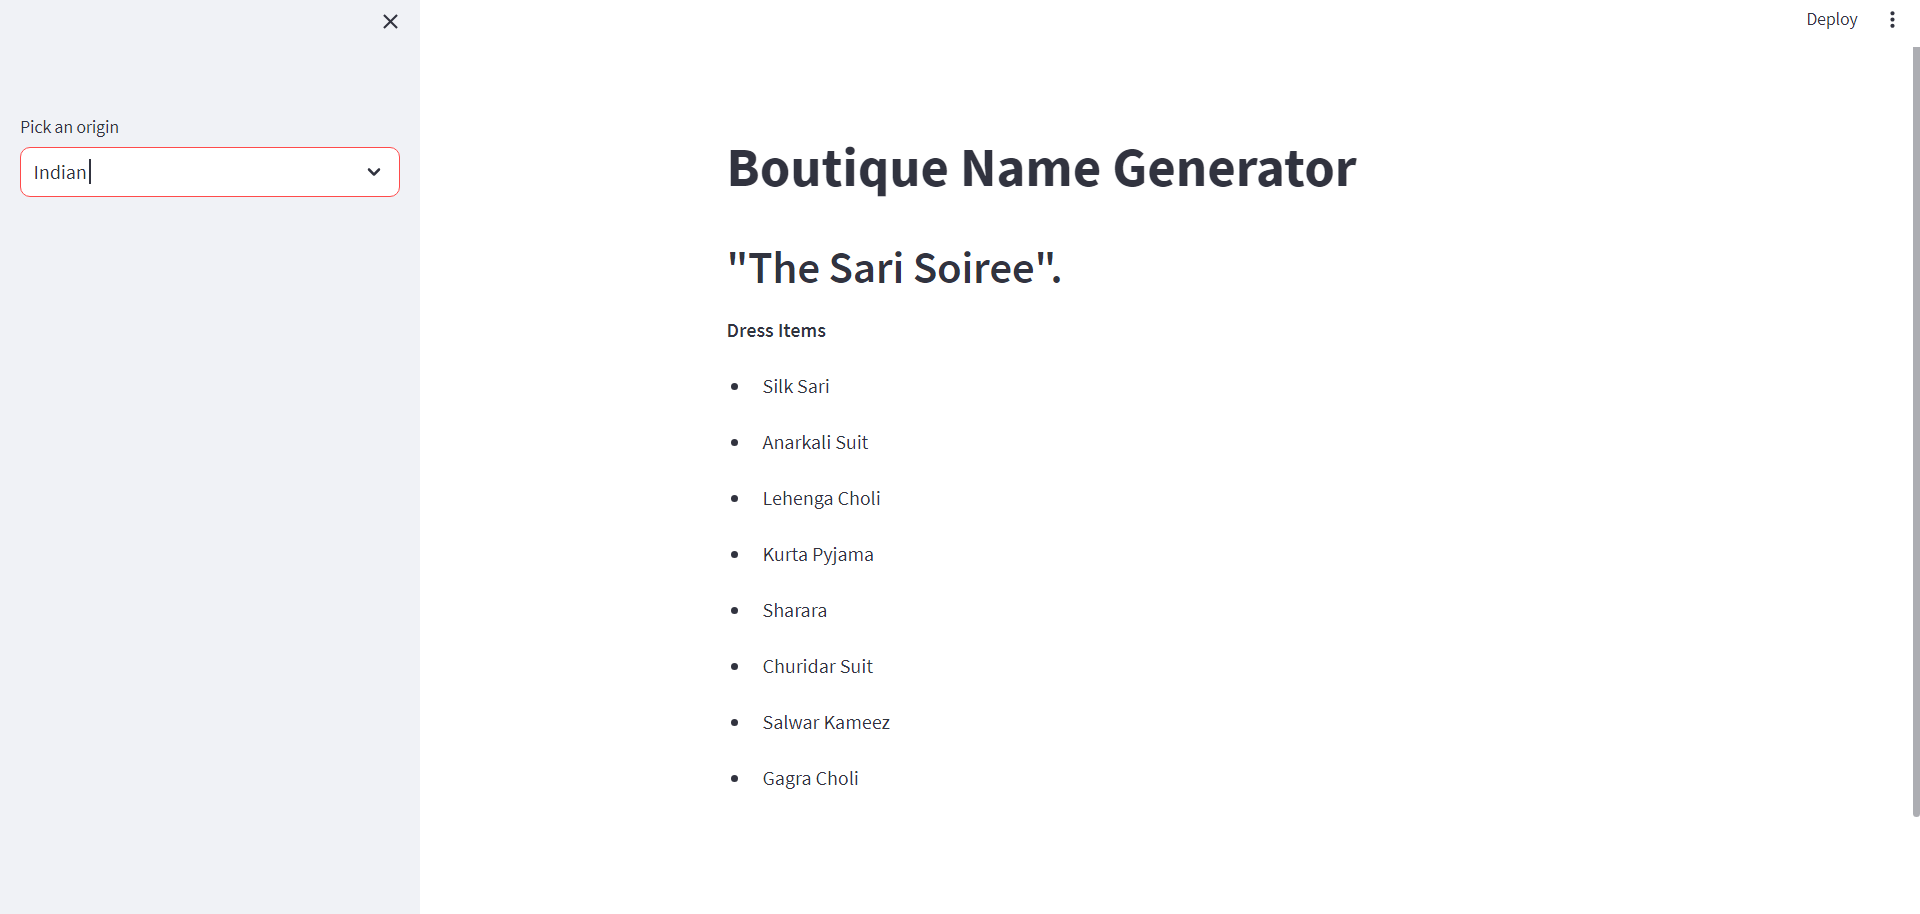 Deploy
Pick an origin
Indian
Boutique Name Generator
"The Sari Soiree".
Dress Items
Silk Sari
Anarkali Suit
Lehenga Choli
Kurta Pyjama
Sharara
Churidar Suit
Salwar Kameez
Gagra Choli